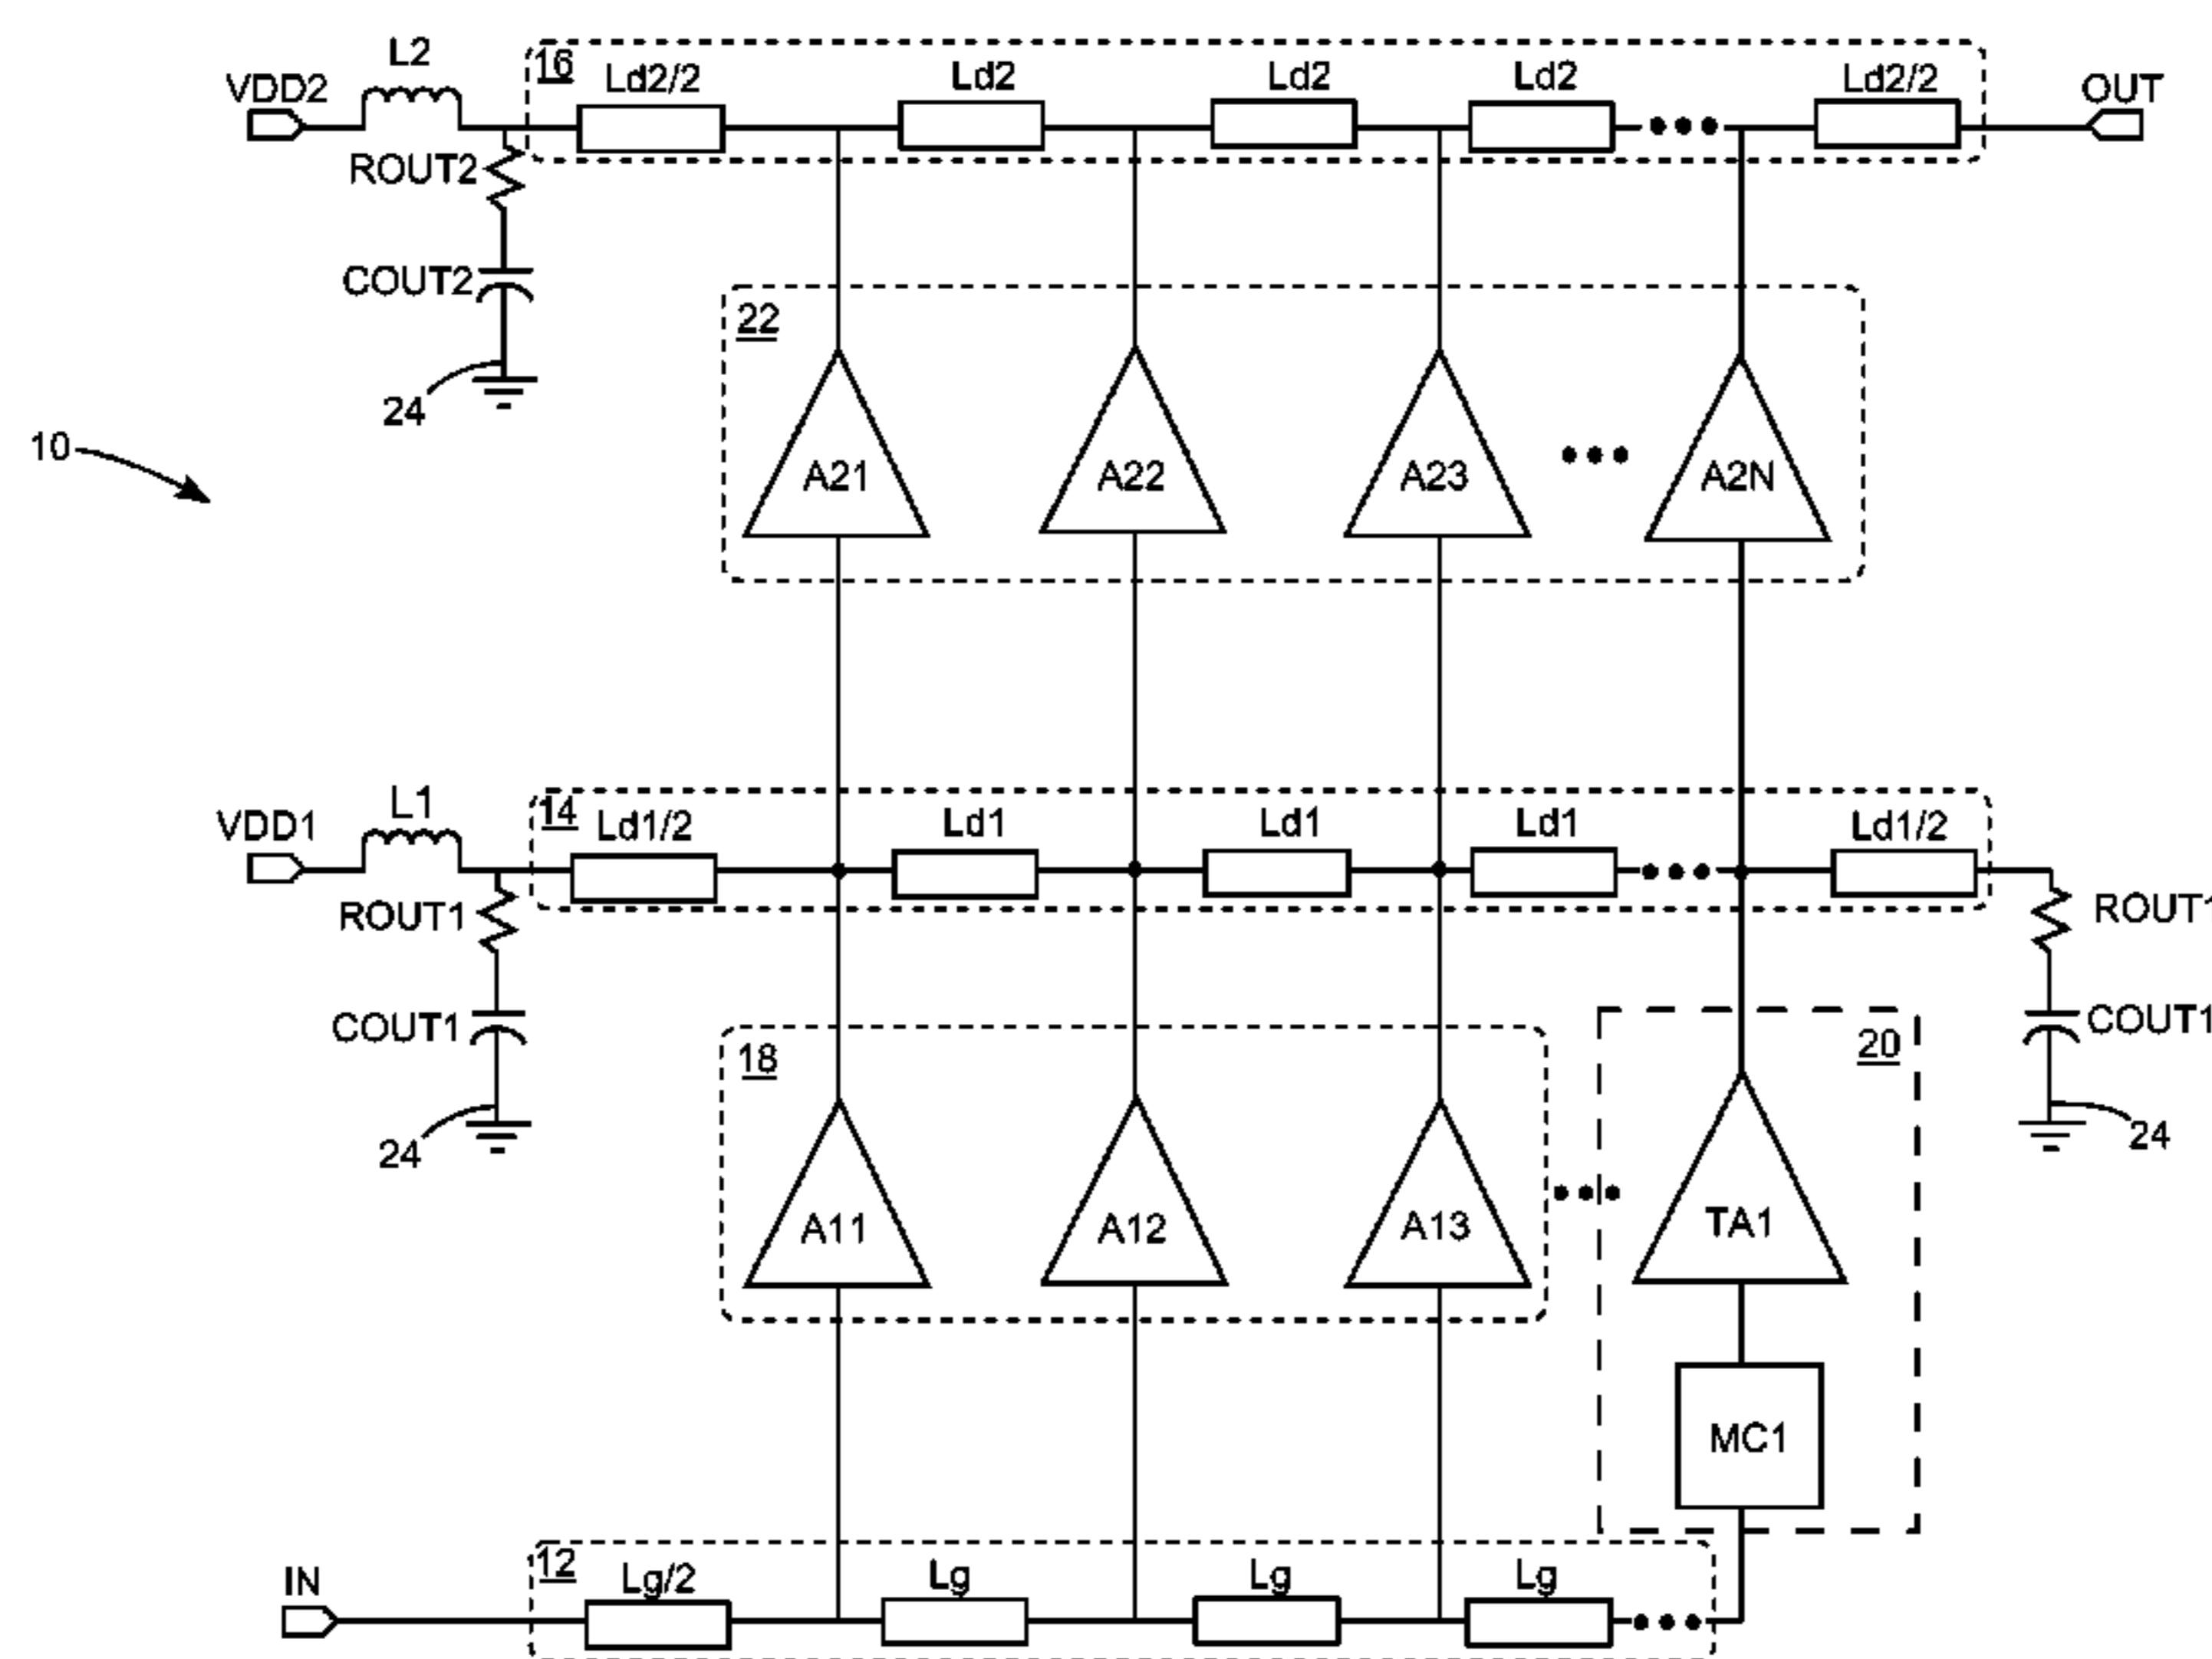 L2
VDD2
16
Ld2/2
Ld2
Ld2
Ld2
Ld2/2
OUT
ROUT2
COUT2
24
22
10
A21
A22
A23
A2N
L1
VDD1
14
Ld1/2
Ld1
Ld1
Ld1
Ld1/2
ROUT1
ROUT1
COUT1
COUT1
24
24
18
20
A11
A12
A13
TA1
MC1
IN
12
Lg/2
Lg
Lg
Lg